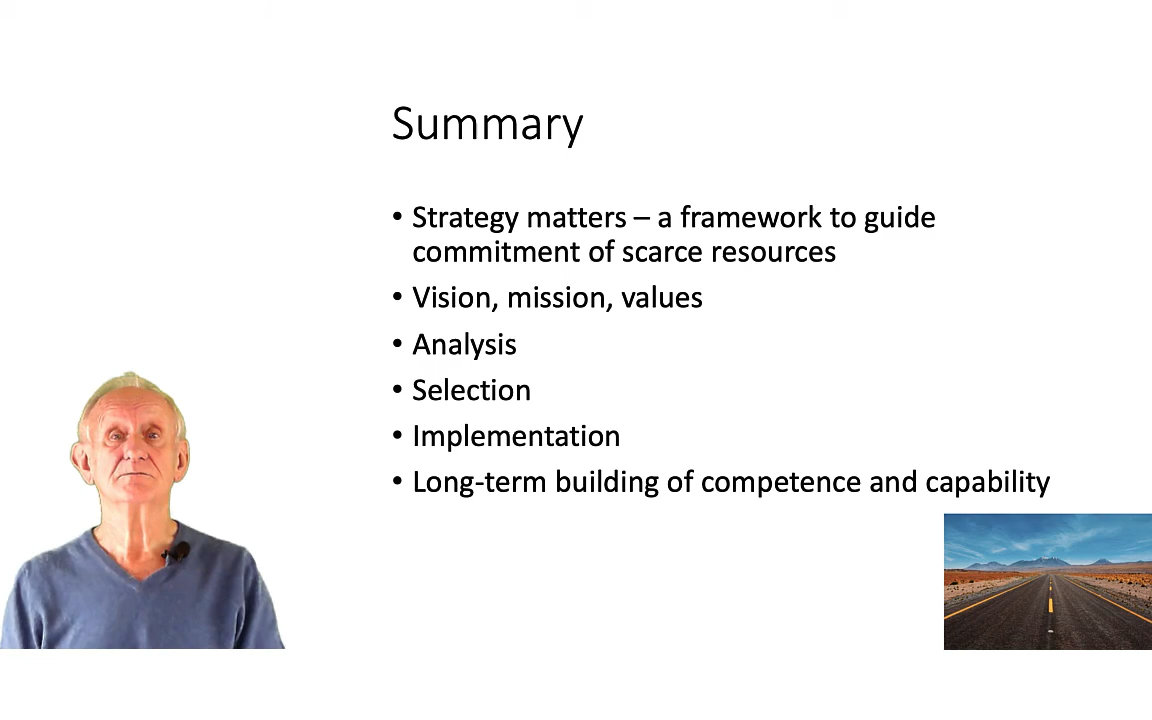 Summary
• Strategy matters – a framework to guide
commitment of scarce resources
• Vision, mission, values
• Analysis
• Selection
• Implementation
• Long-term building of competence and capability